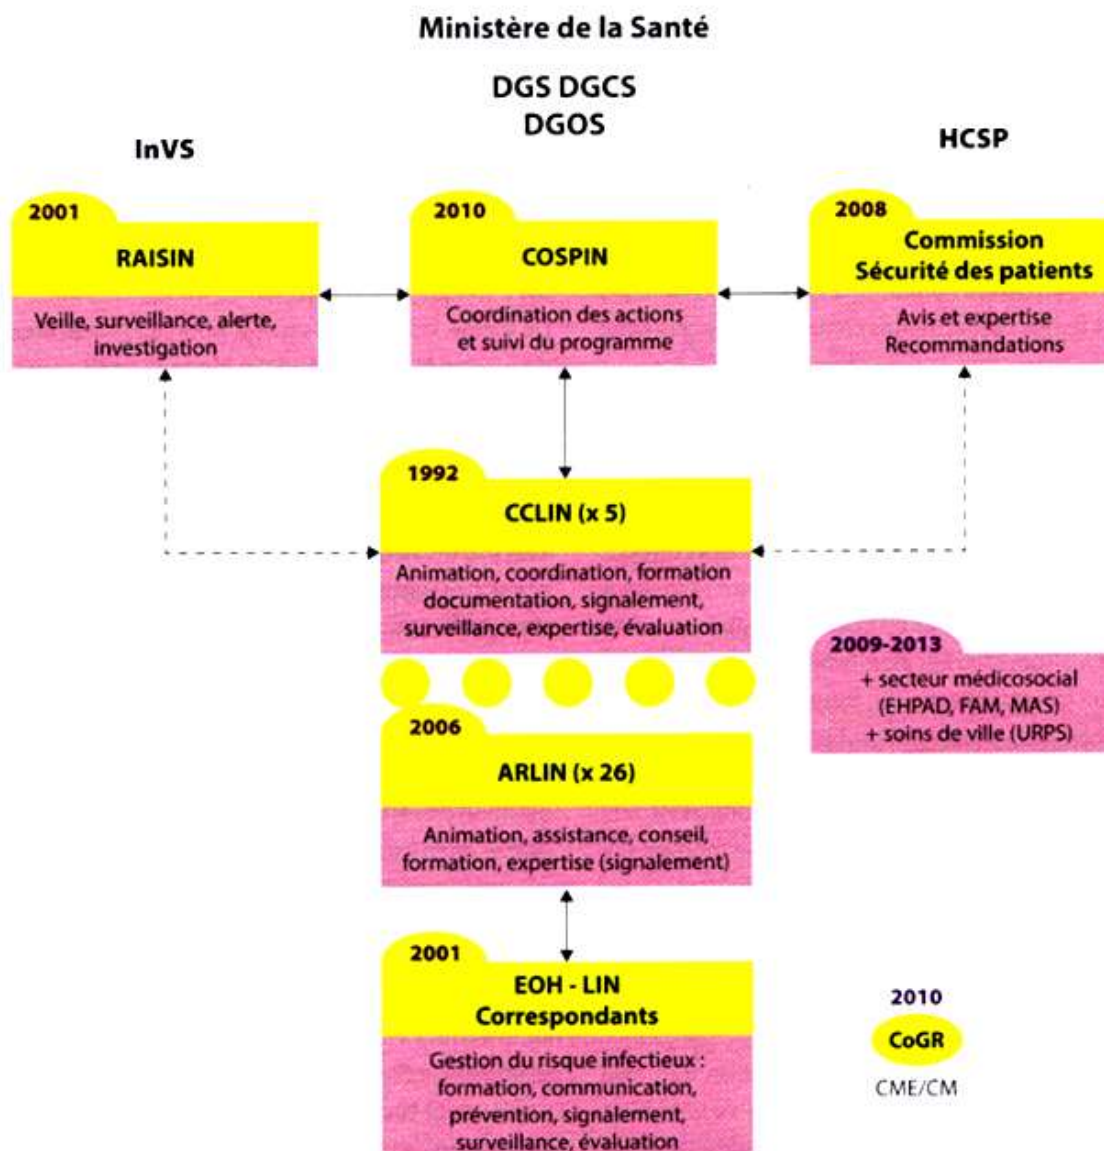 Ministère de la Santé
DGS DGCS
DGOS
InVS
HCSP
2001
RAISIN
Veille, surveillance, alerte,
investigation
2010
COSPIN
Coordination des actions
et suivi du programme
2008
Commission
Sécurité des patients
Avis et expertise
Recommandations
1992
CCLIN (x 5)
Animation, coordination, formation
documentation, signalement,
surveillance, expertise, évaluation
2009-2013
+ secteur médicosocial
(EHPAD, FAM, MAS)
+ soins de ville (URPS)
2006
ARLIN (x 26)
Animation, assistance, conseil,
formation, expertise (signalement)
2001
EOH - LIN
Correspondants
Gestion du risque infectieux :
formation, communication,
prévention, signalement,
surveillance, évaluation
2010
CoGR
CME/CM